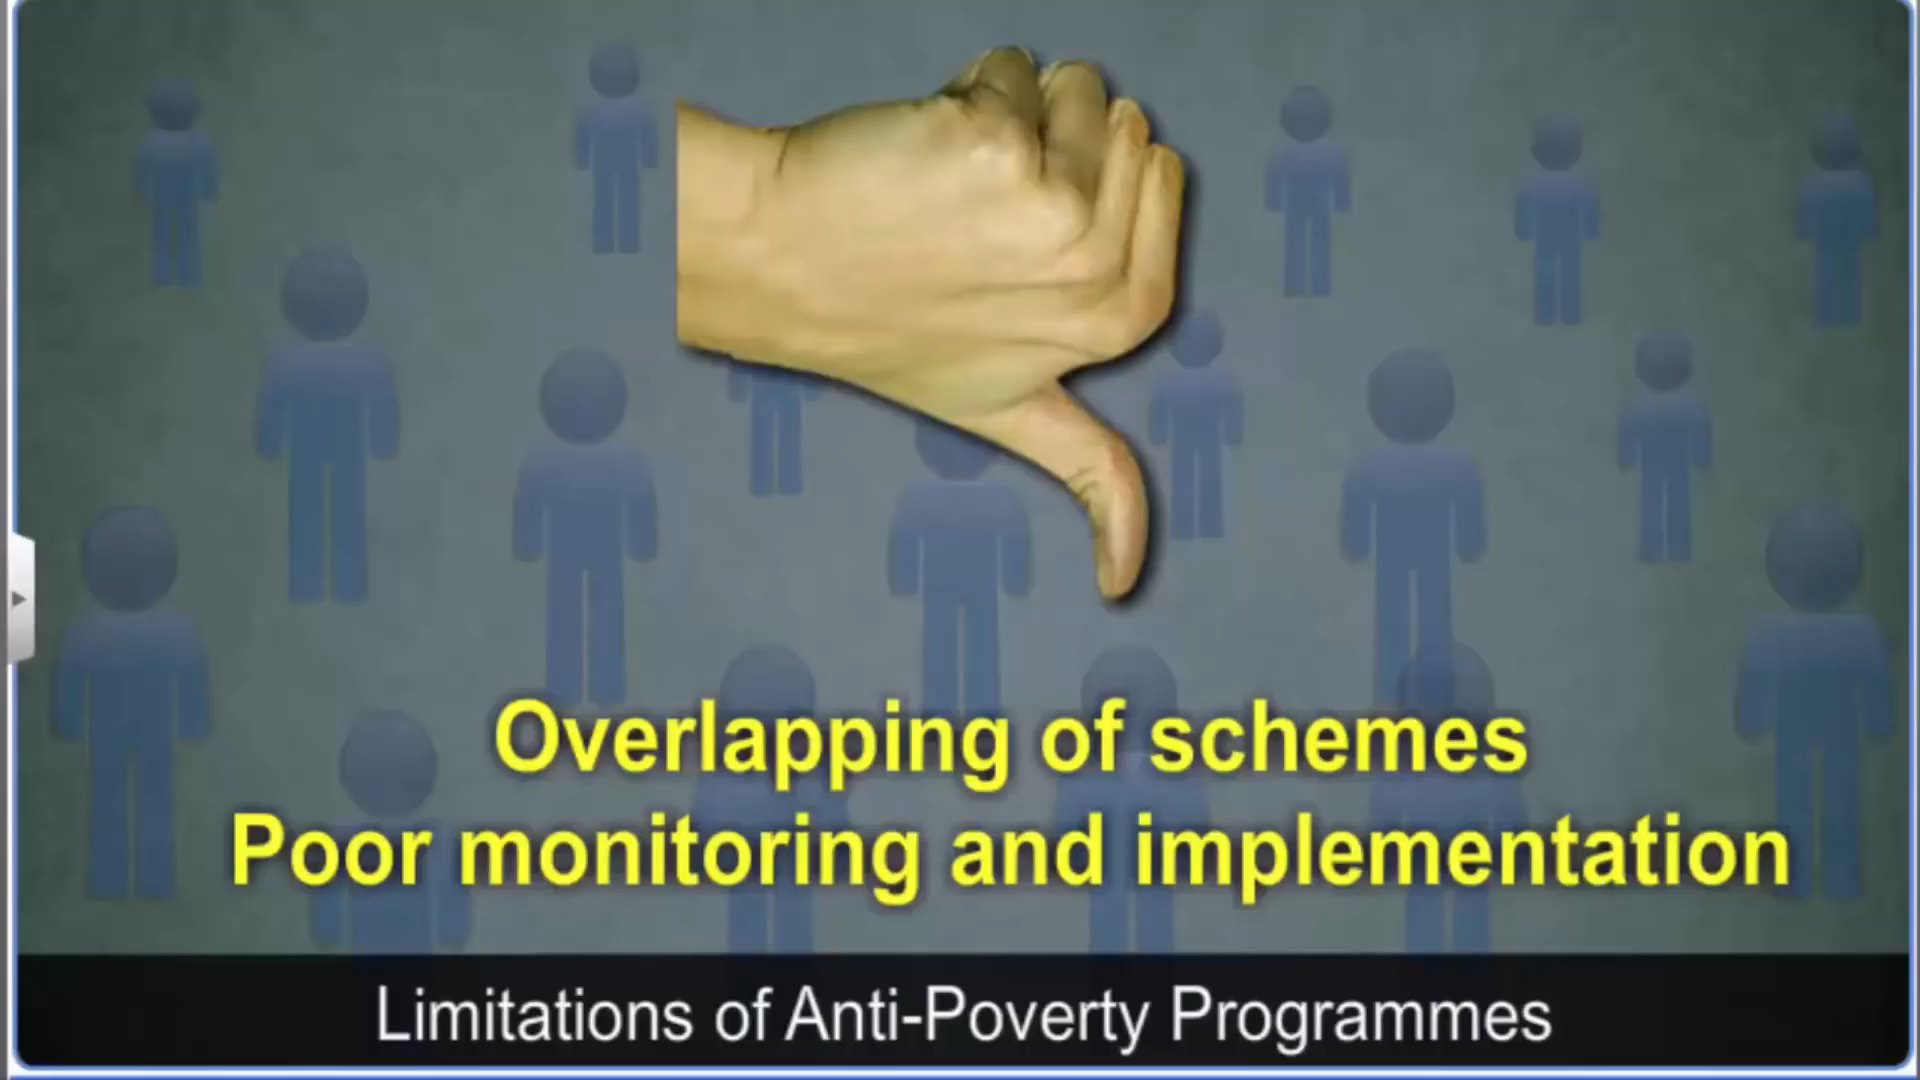 Overlapping of schemes
Poor monitoring and implementation
Limitations of Anti-Poverty Programmes